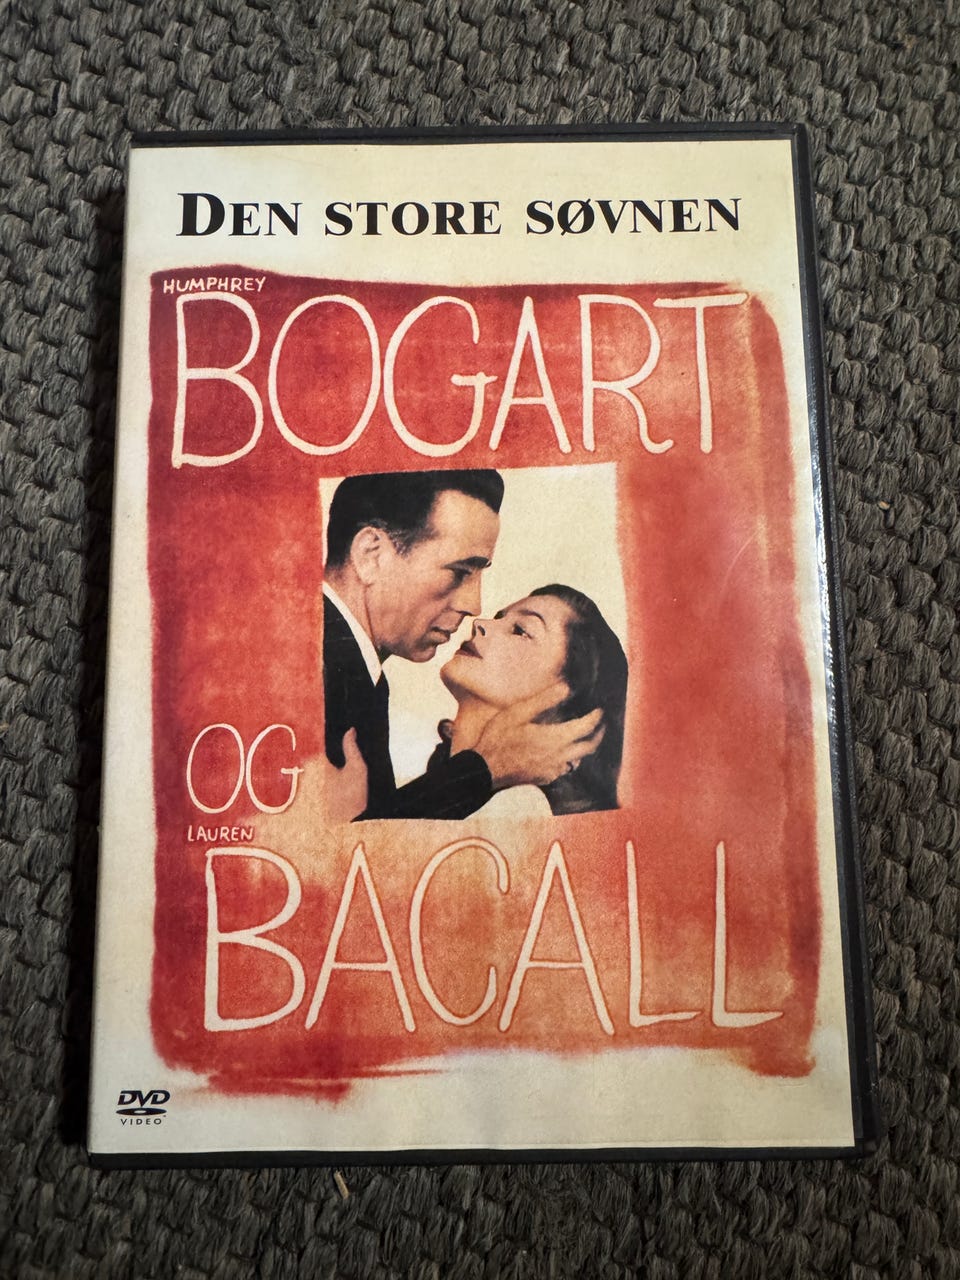 DEN STORE SØVNEN
HUMPHREY
BOGART
OG
LAUREN
BACALL
DVD
VIDEO